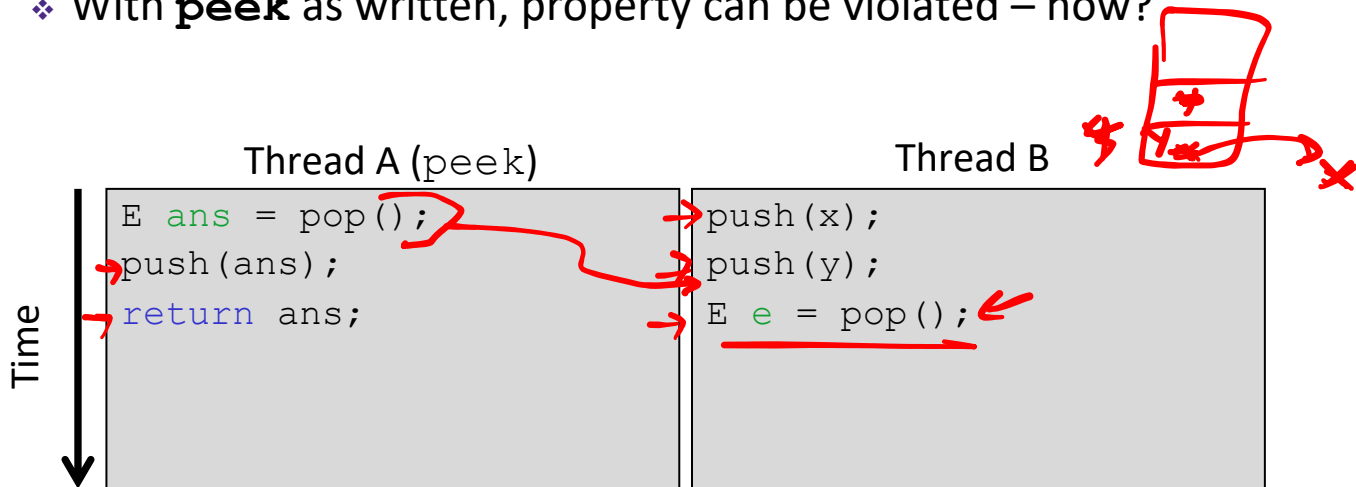 ❖ With peek as written, property can be violated – how?
Thread A (peek)
Thread B
E ans = pop();
push(ans);
return ans;
push(x);
push(y);
E e = pop();
Time
y
x